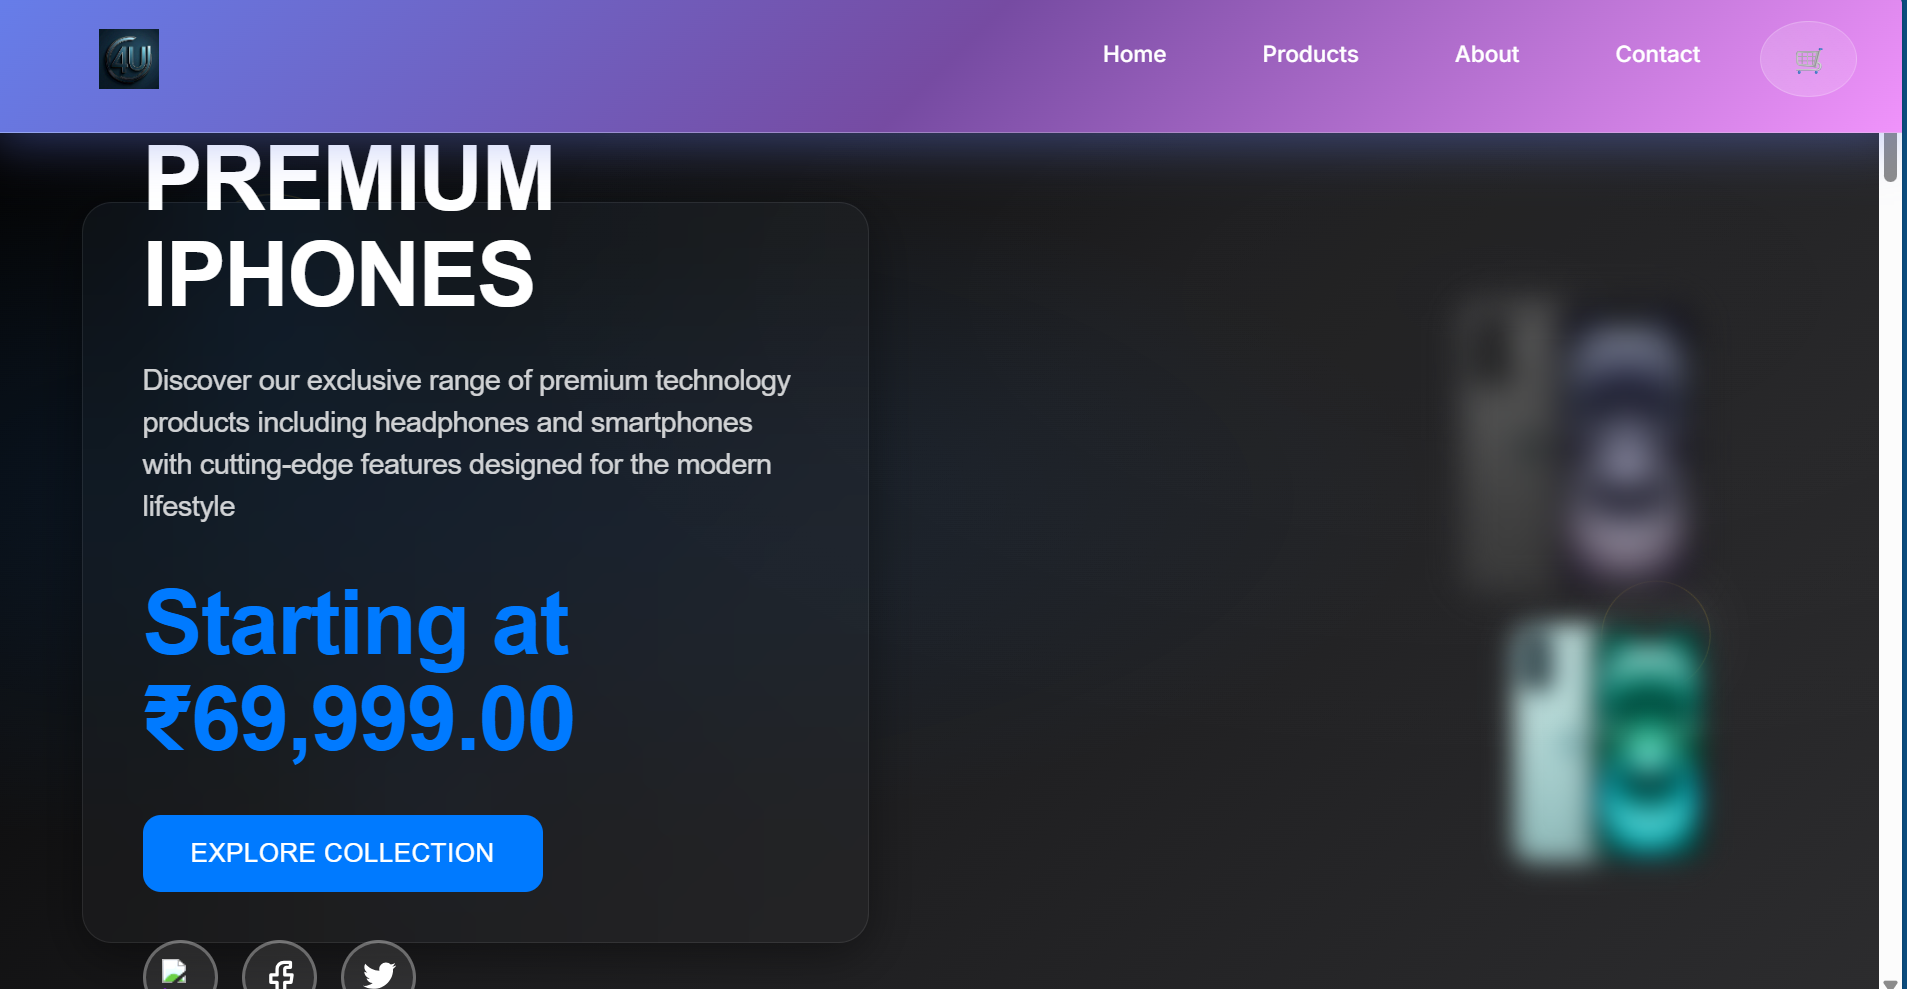 4U
Home
Products
About
Contact
PREMIUM
IPHONES
Discover our exclusive range of premium technology
products including headphones and smartphones
with cutting-edge features designed for the modern
lifestyle
Starting at
₹69,999.00
EXPLORE COLLECTION